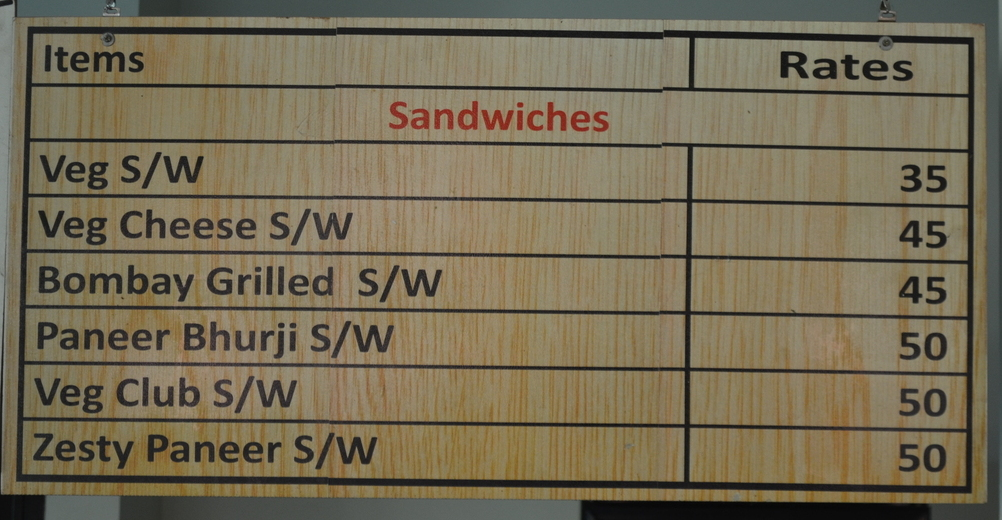 Items Rates
Sandwiches
Veg S/W 35
Veg Cheese S/W 45
Bombay Grilled S/W 45
Paneer Bhurji S/W 50
Veg Club S/W 50
Zesty Paneer S/W 50